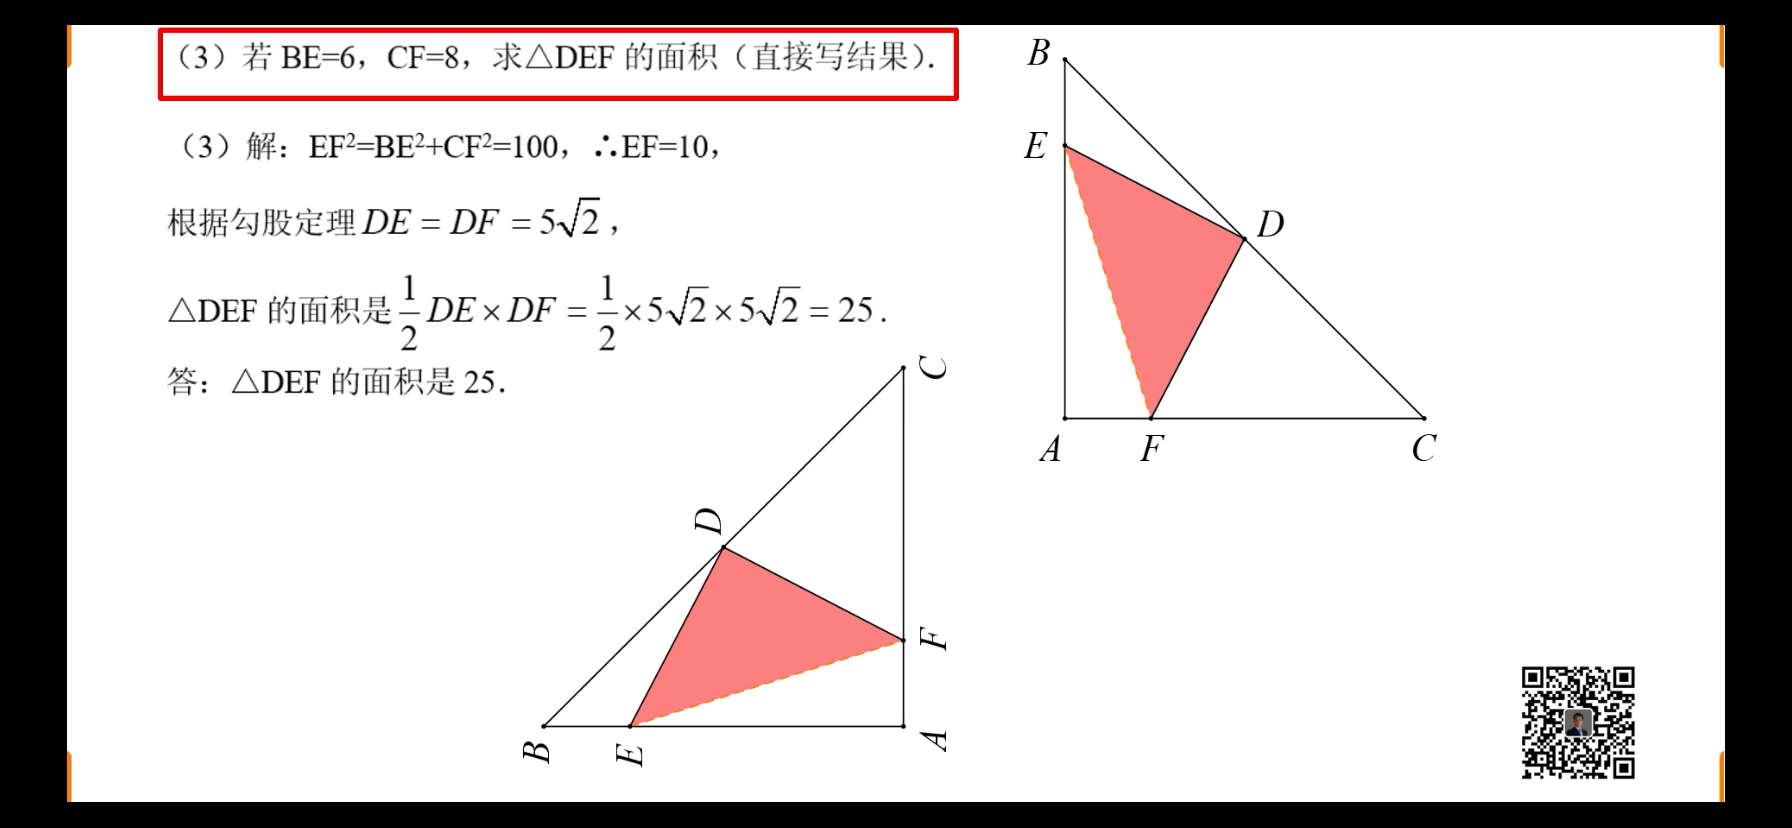 （3）若 BE=6，CF=8，求△DEF 的面积（直接写结果）.
（3）解：EF²=BE²+CF²=100，∴EF=10，
根据勾股定理 DE = DF = 5√2，
△DEF 的面积是 1/2 DE × DF = 1/2 × 5√2 × 5√2 = 25.
答：△DEF 的面积是 25.
B
E
D
A
F
C
C
D
F
B
E
A